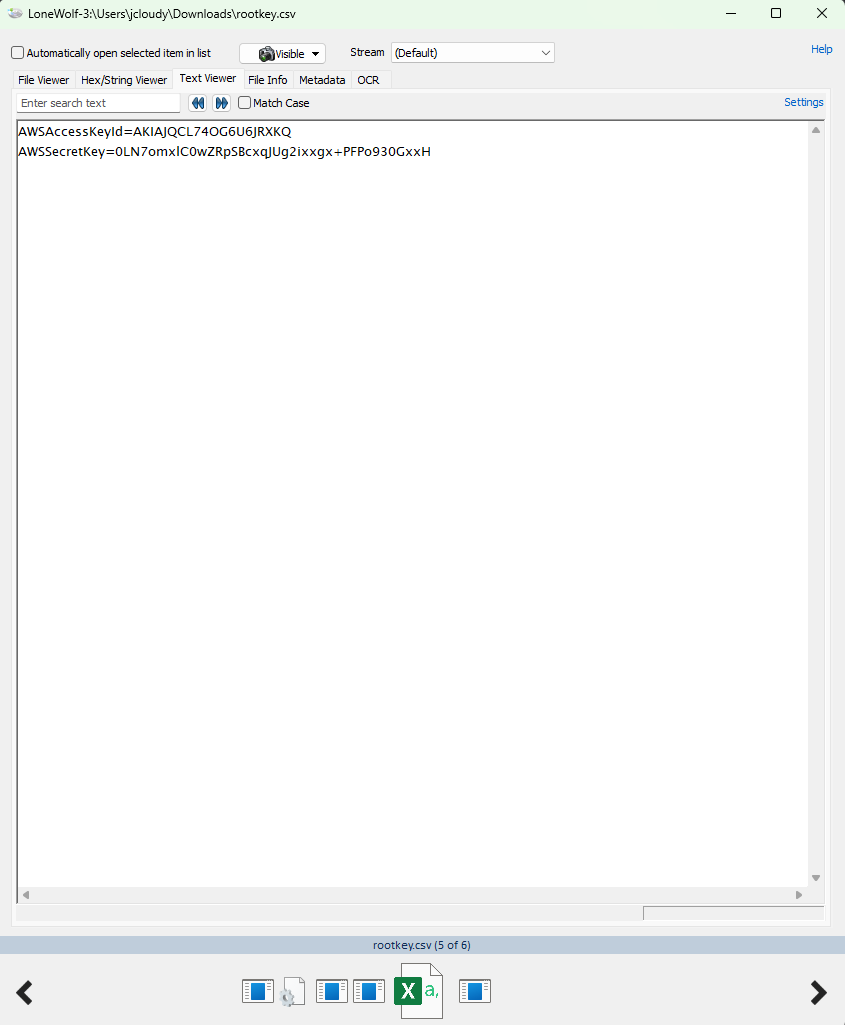 LoneWolf-3:\Users\jcloudy\Downloads\rootkey.csv
Automatically open selected item in list
Visible
Stream
(Default)
Help
File Viewer
Hex/String Viewer
Text Viewer
File Info
Metadata
OCR
Enter search text
Match Case
Settings
AWSAccessKeyId=AKIAJQCL74OG6U6JRXKQ
AWSSecretKey=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
rootkey.csv (5 of 6)
X a,